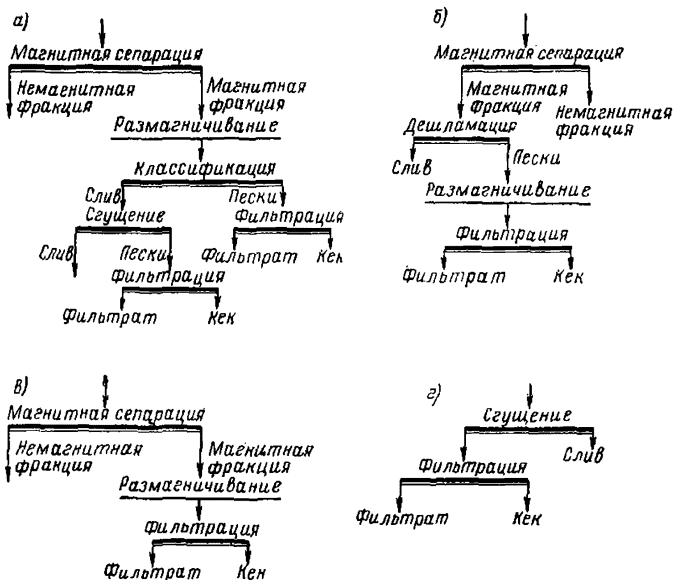 а)
Магнитная сепарация
Немагнитная
фракция
Магнитная
фракция
Размагничивание
Классификация
Слив
Пески
Сгущение
Фильтрация
Слив
Пески
Фильтрат
Кек
Фильтрация
Фильтрат
Кек
б)
Магнитная сепарация
Магнитная
фракция
Немагнитная
фракция
Дешламация
Слив
Пески
Размагничивание
Фильтрация
Фильтрат
Кек
в)
Магнитная сепарация
Немагнитная
фракция
Магнитная
фракция
Размагничивание
Фильтрация
Фильтрат
Кек
г)
Сгущение
Слив
Фильтрация
Фильтрат
Кек